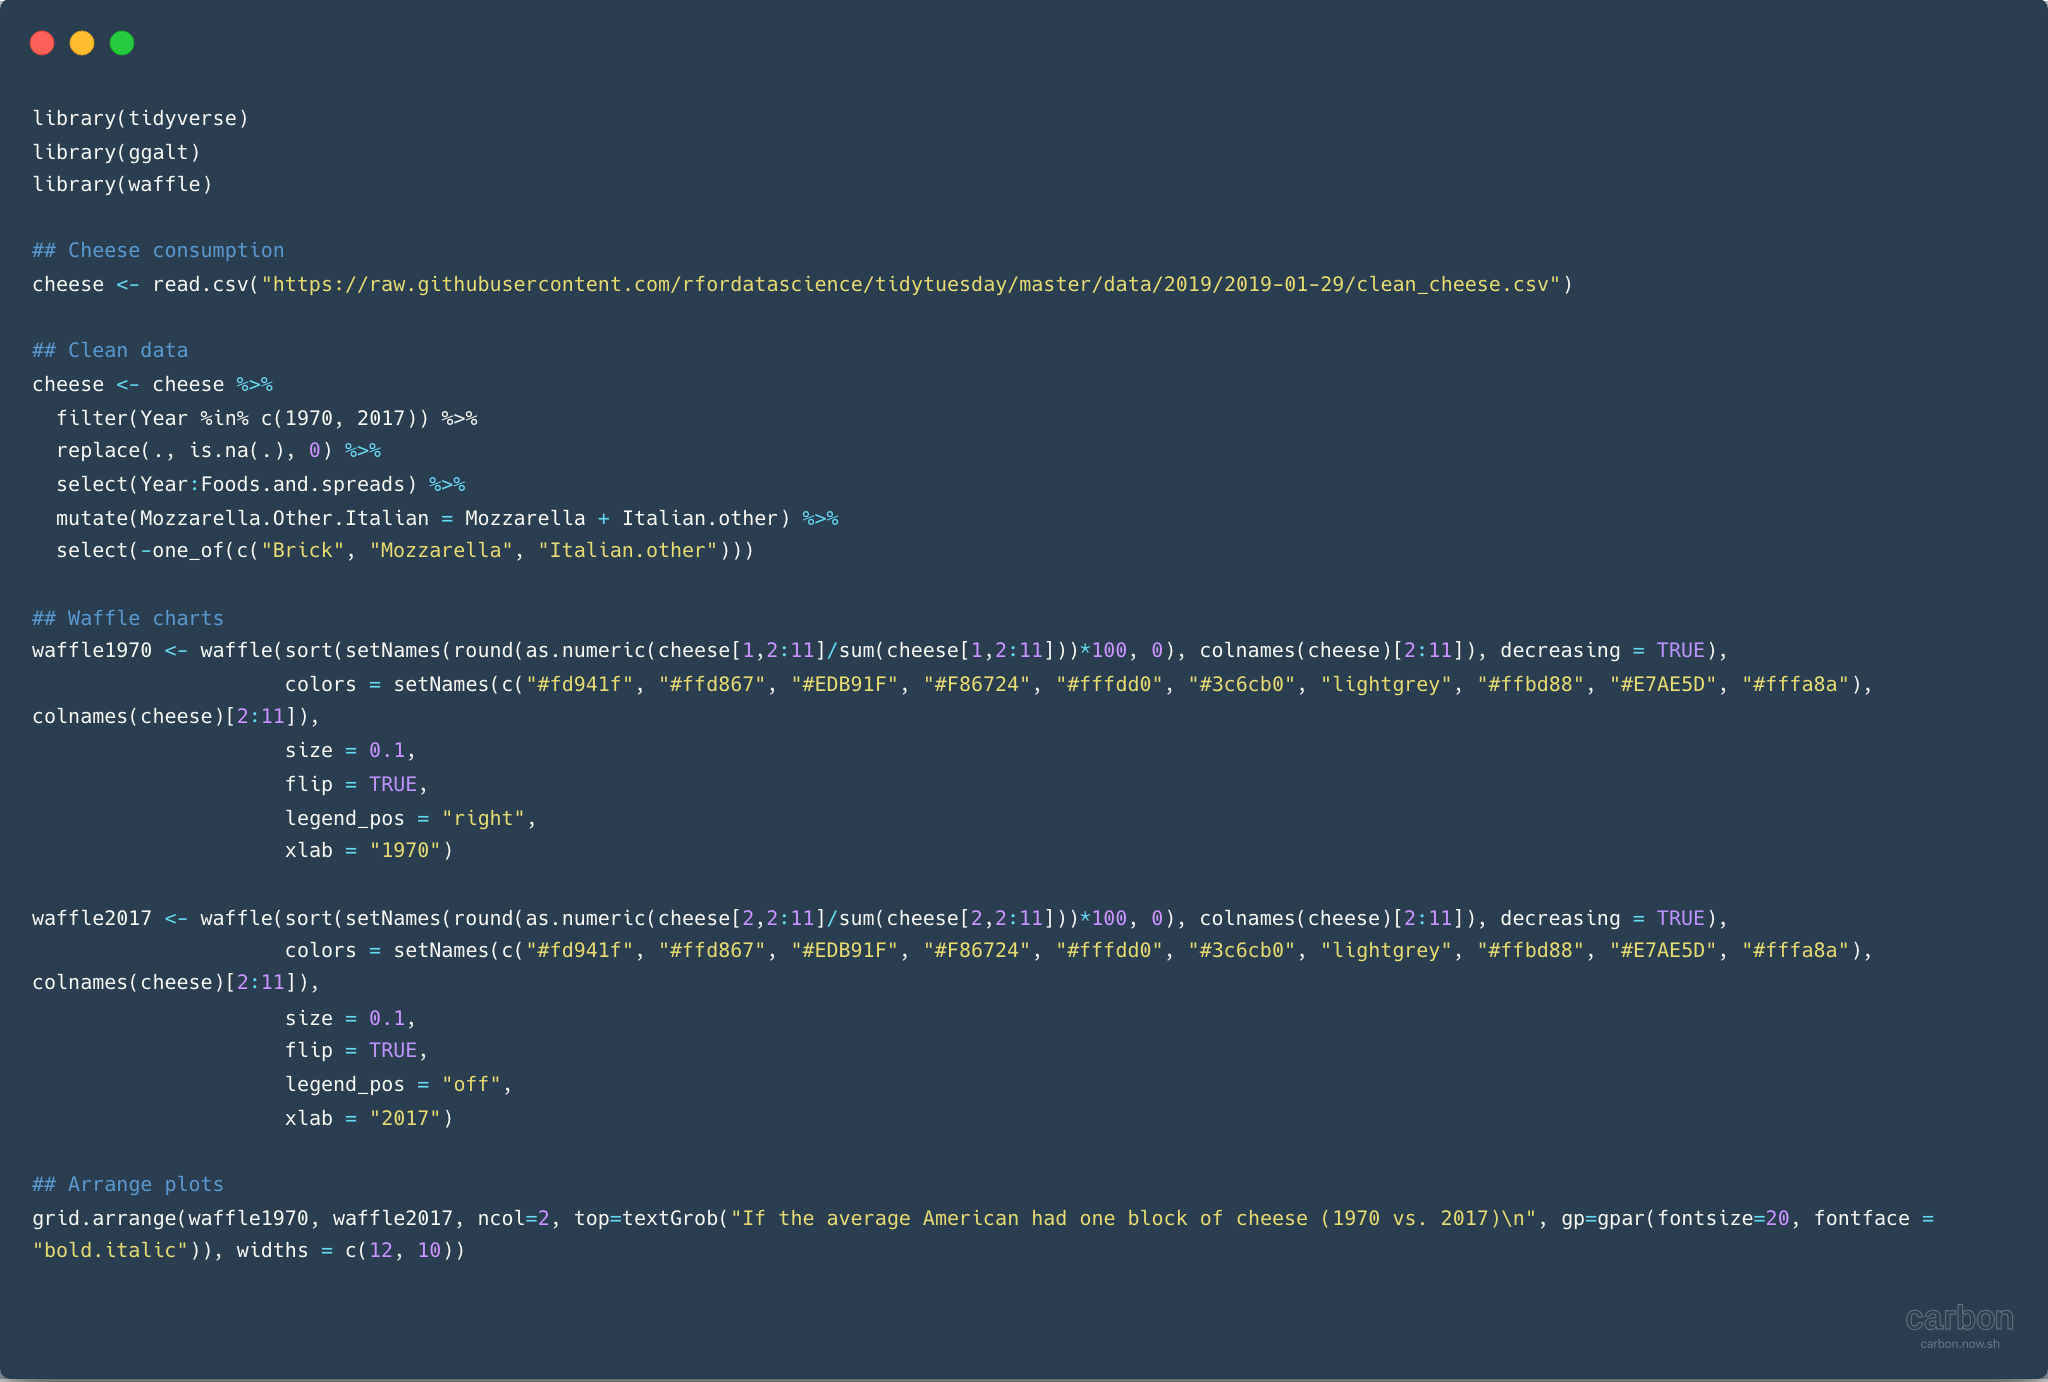 library(tidyverse)
library(ggalt)
library(waffle)

## Cheese consumption
cheese <- read.csv("https://raw.githubusercontent.com/rfordatascience/tidytuesday/master/data/2019/2019-01-29/clean_cheese.csv")

## Clean data
cheese <- cheese %>%
  filter(Year %in% c(1970, 2017)) %>%
  replace(., is.na(.), 0) %>%
  select(Year:Foods.and.spreads) %>%
  mutate(Mozzarella.Other.Italian = Mozzarella + Italian.other) %>%
  select(-one_of(c("Brick", "Mozzarella", "Italian.other")))

## Waffle charts
waffle1970 <- waffle(sort(setNames(round(as.numeric(cheese[1,2:11]/sum(cheese[1,2:11]))*100, 0), colnames(cheese)[2:11]), decreasing = TRUE),
                     colors = setNames(c("#fd941f", "#ffd867", "#EDB91F", "#F86724", "#fffdd0", "#3c6cb0", "lightgrey", "#ffbd88", "#E7AE5D", "#fffa8a"),
colnames(cheese)[2:11]),
                     size = 0.1,
                     flip = TRUE,
                     legend_pos = "right",
                     xlab = "1970")

waffle2017 <- waffle(sort(setNames(round(as.numeric(cheese[2,2:11]/sum(cheese[2,2:11]))*100, 0), colnames(cheese)[2:11]), decreasing = TRUE),
                     colors = setNames(c("#fd941f", "#ffd867", "#EDB91F", "#F86724", "#fffdd0", "#3c6cb0", "lightgrey", "#ffbd88", "#E7AE5D", "#fffa8a"),
colnames(cheese)[2:11]),
                     size = 0.1,
                     flip = TRUE,
                     legend_pos = "off",
                     xlab = "2017")

## Arrange plots
grid.arrange(waffle1970, waffle2017, ncol=2, top=textGrob("If the average American had one block of cheese (1970 vs. 2017)\n", gp=gpar(fontsize=20, fontface =
"bold.italic")), widths = c(12, 10))
carbon
carbon.now.sh